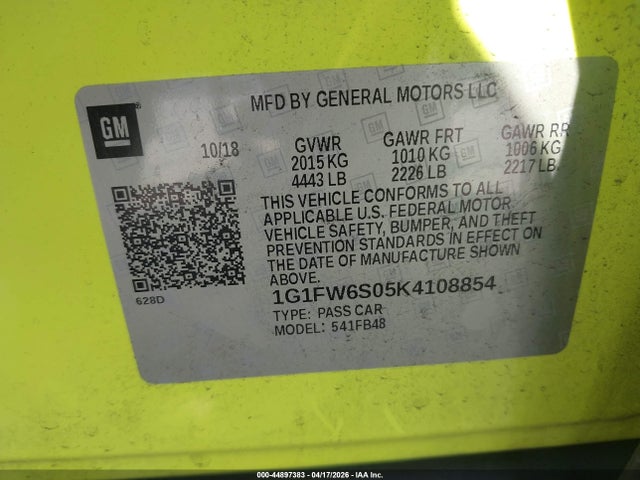 MFD BY GENERAL MOTORS LLC
GM
10/18
GVWR GAWR FRT GAWR RR
2015 KG 1010 KG 1006 KG
4443 LB 2226 LB 2217 LB
THIS VEHICLE CONFORMS TO ALL
APPLICABLE U.S. FEDERAL MOTOR
VEHICLE SAFETY, BUMPER, AND THEFT
PREVENTION STANDARDS IN EFFECT ON
THE DATE OF MANUFACTURE SHOWN
ABOVE.
628D
1G1FW6S05K4108854
TYPE: PASS CAR
MODEL: 541FB48
000-44897383 - 04/17/2026 - IAA Inc.